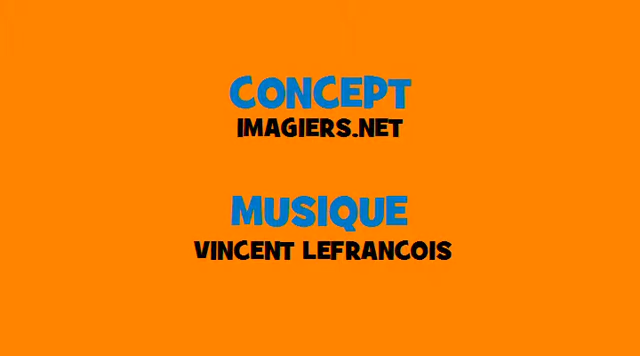 CONCEPT
IMAGIERS.NET
MUSIQUE
VINCENT LEFRANCOIS